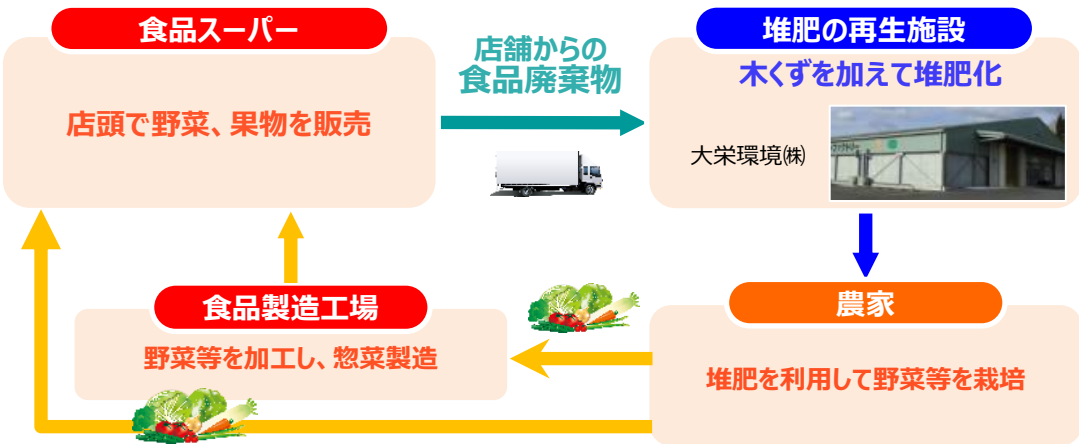 食品スーパー
店頭で野菜、果物を販売
店舗からの
食品廃棄物
堆肥の再生施設
木くずを加えて堆肥化
大栄環境㈱
食品製造工場
野菜等を加工し、惣菜製造
農家
堆肥を利用して野菜等を栽培